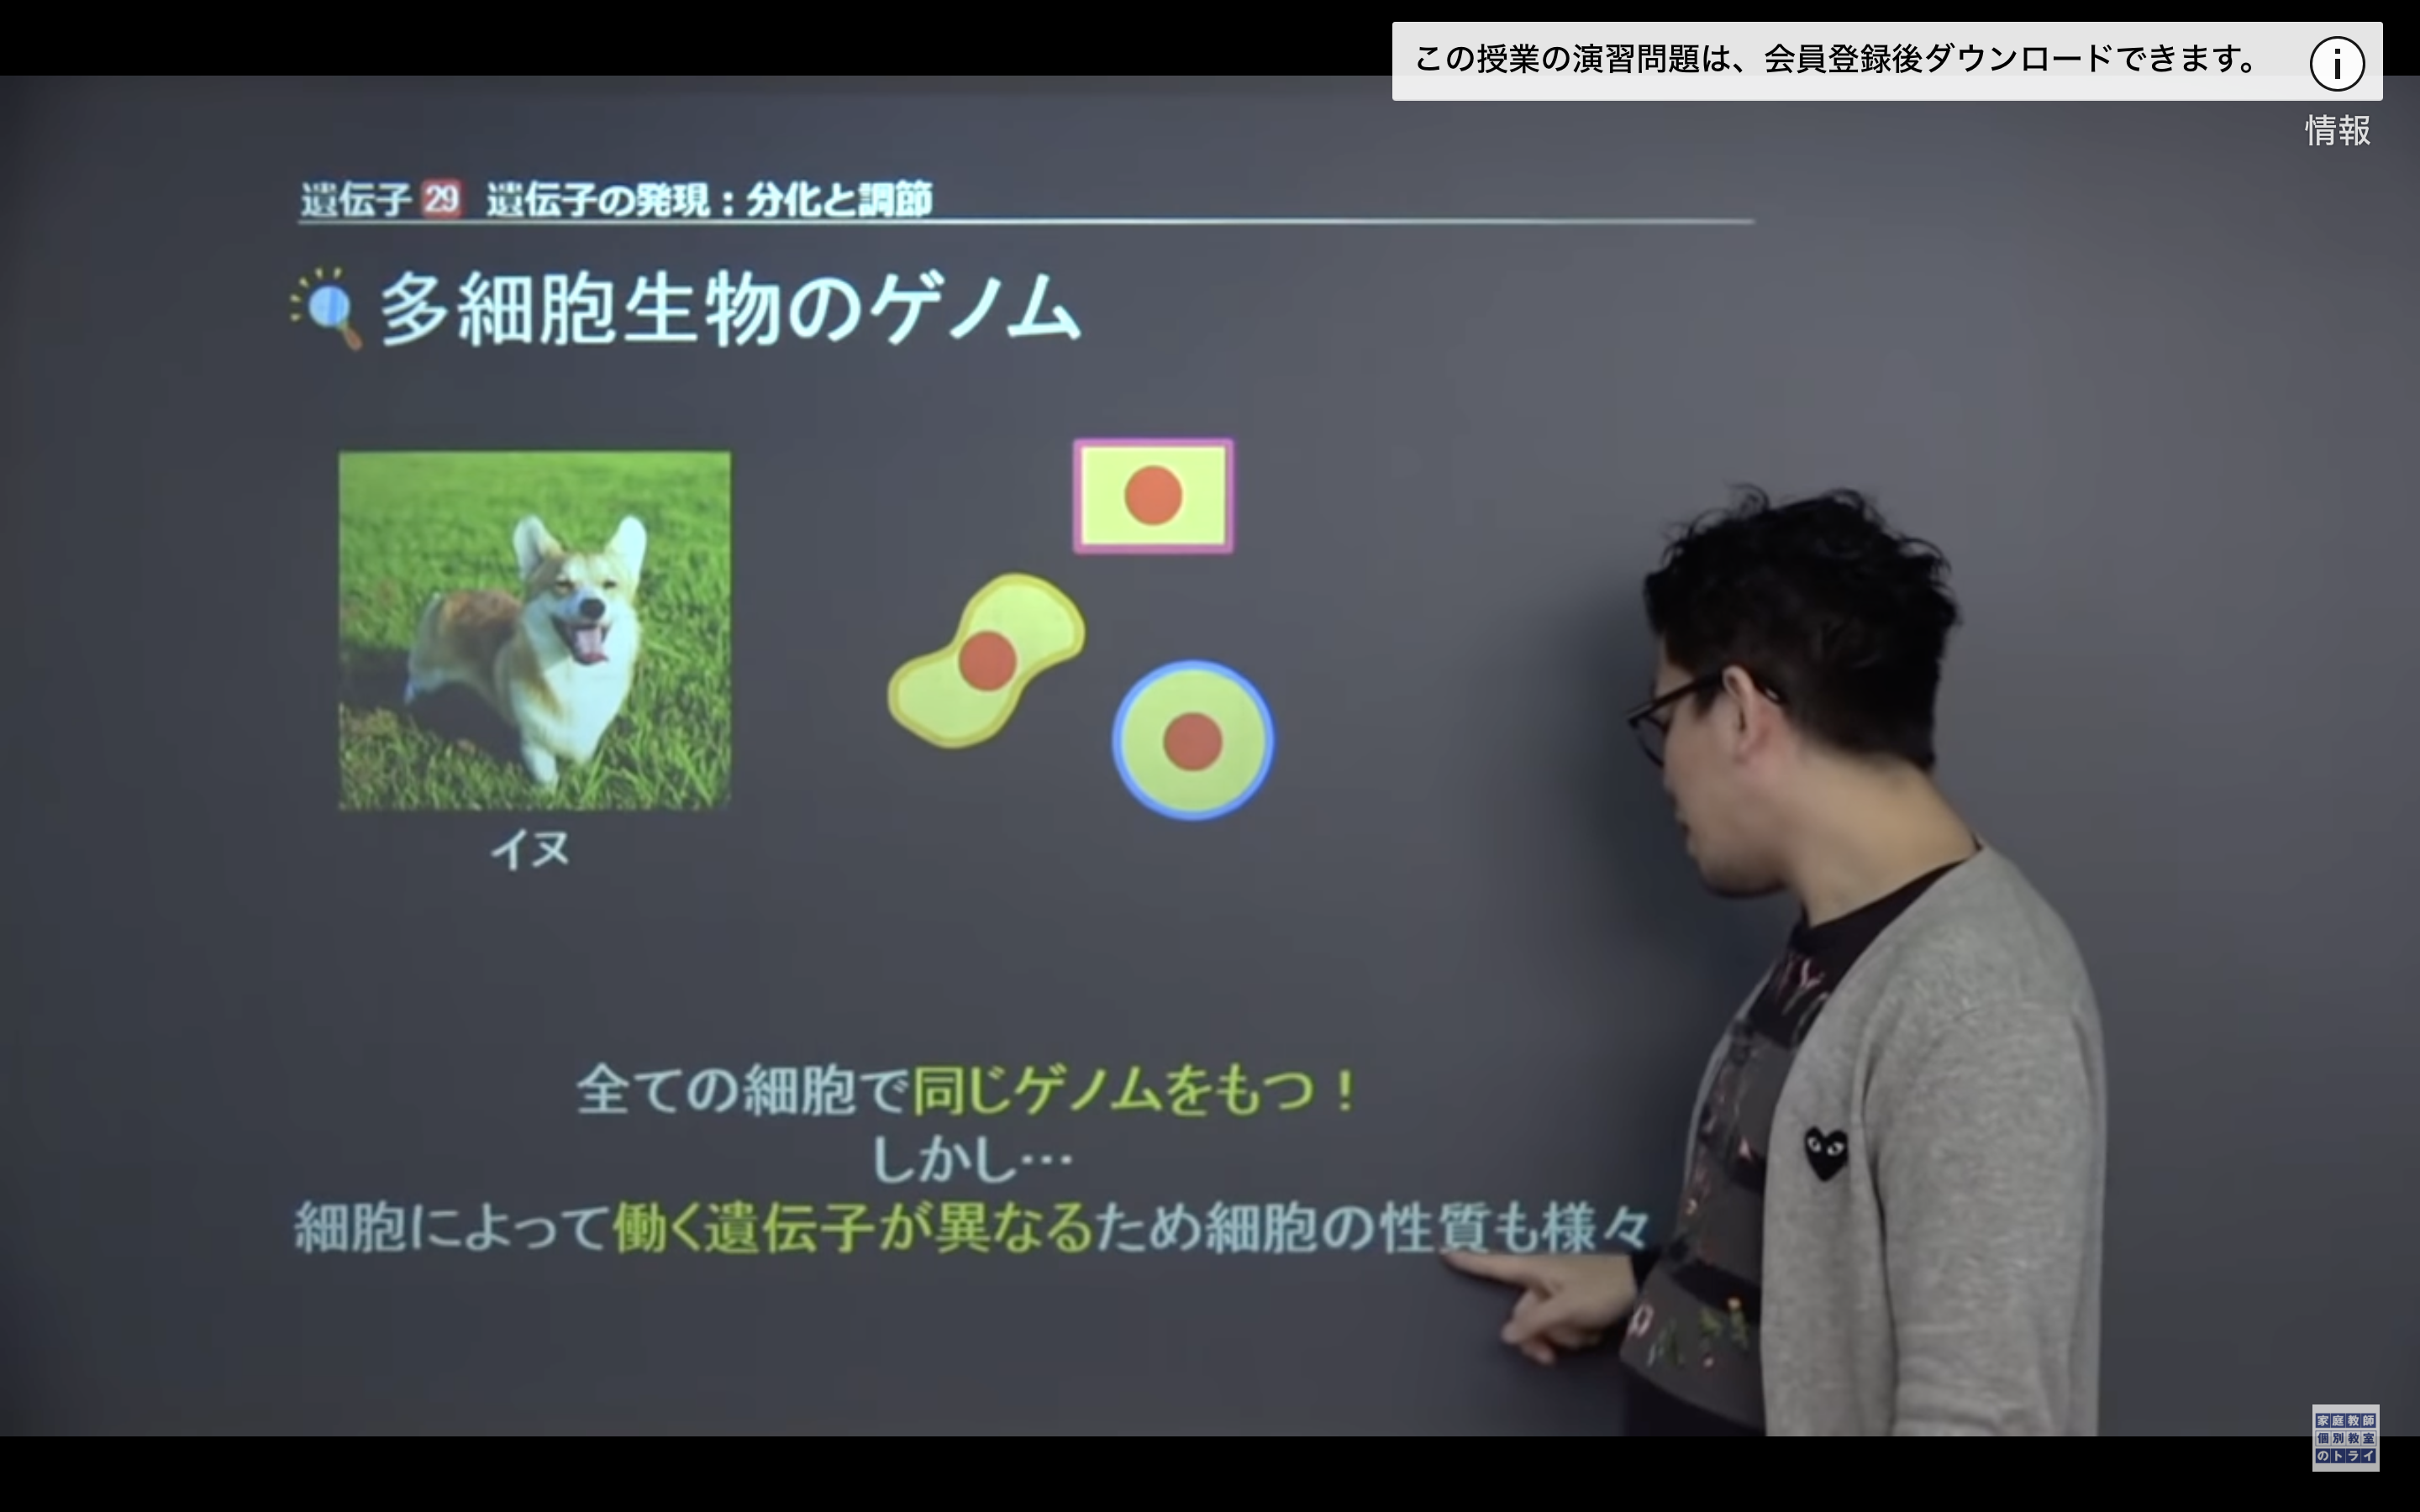 この授業の演習問題は、会員登録後ダウンロードできます。
i
情報
遺伝子 29 遺伝子の発現：分化と調節
多細胞生物のゲノム
イヌ
全ての細胞で同じゲノムをもつ！
しかし…
細胞によって働く遺伝子が異なるため細胞の性質も様々
家庭教師
個別教室
のトライ